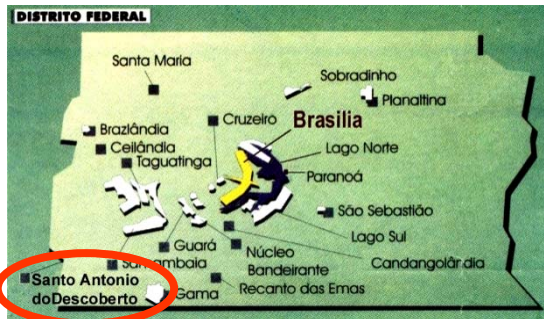 DISTRITO FEDERAL
Santa Maria
Sobradinho
Planaltina
Cruzeiro
Brasilia
Brazlândia
Ceilândia
Taguatinga
Lago Norte
Paranoá
São Sebastião
Lago Sul
Guará
Núcleo
Bandeirante
Candangolândia
Samambaia
Recanto das Emas
Gama
Santo Antonio
doDescoberto